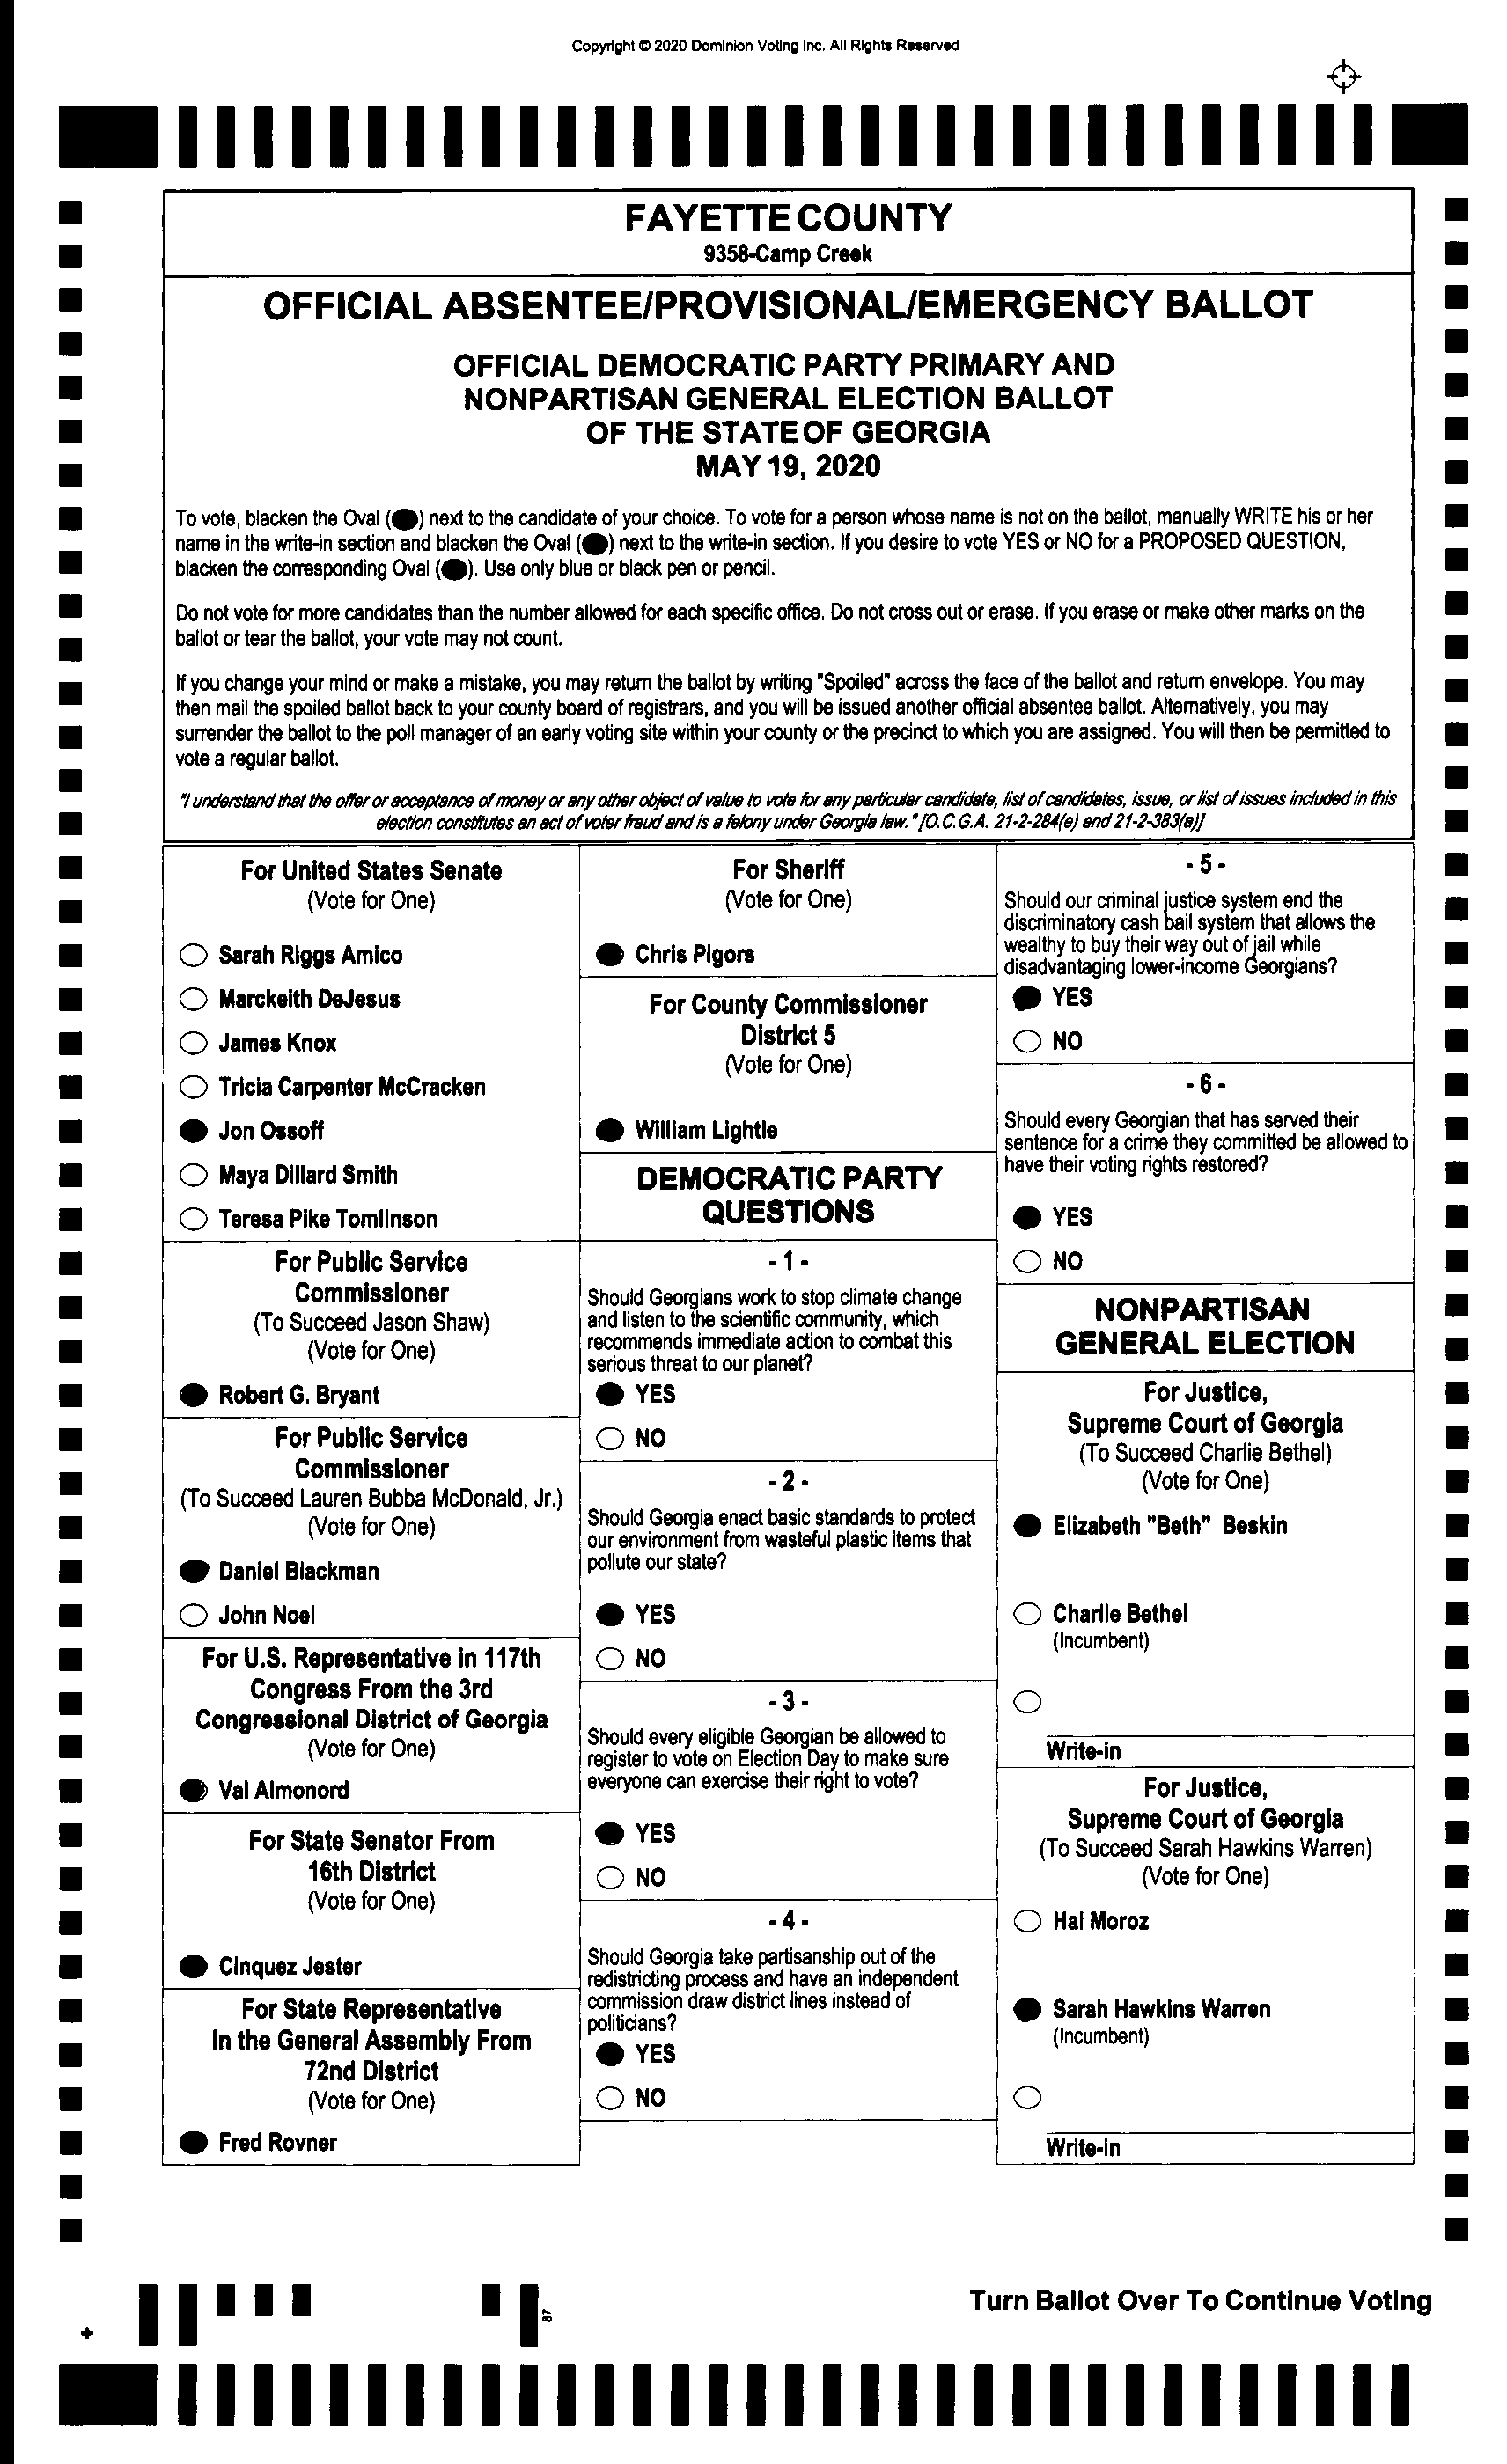 Copyright © 2020 Dominion Voting Inc. All Rights Reserved
FAYETTE COUNTY
9358-Camp Creek
OFFICIAL ABSENTEE/PROVISIONAL/EMERGENCY BALLOT
OFFICIAL DEMOCRATIC PARTY PRIMARY AND
NONPARTISAN GENERAL ELECTION BALLOT
OF THE STATE OF GEORGIA
MAY 19, 2020
To vote, blacken the Oval (⬬) next to the candidate of your choice. To vote for a person whose name is not on the ballot, manually WRITE his or her
name in the write-in section and blacken the Oval (⬬) next to the write-in section. If you desire to vote YES or NO for a PROPOSED QUESTION,
blacken the corresponding Oval (⬬). Use only blue or black pen or pencil.
Do not vote for more candidates than the number allowed for each specific office. Do not cross out or erase. If you erase or make other marks on the
ballot or tear the ballot, your vote may not count.
If you change your mind or make a mistake, you may return the ballot by writing "Spoiled" across the face of the ballot and return envelope. You may
then mail the spoiled ballot back to your county board of registrars, and you will be issued another official absentee ballot. Alternatively, you may
surrender the ballot to the poll manager of an early voting site within your county or the precinct to which you are assigned. You will then be permitted to
vote a regular ballot.
"I understand that the offer or acceptance of money or any other object of value to vote for any particular candidate, list of candidates, issue, or list of issues included in this
election constitutes an act of voter fraud and is a felony under Georgia law." [O.C.G.A. 21-2-284(e) and 21-2-383(a)]
For United States Senate
(Vote for One)
Sarah Riggs Amico
Marckeith DeJesus
James Knox
Tricia Carpenter McCracken
Jon Ossoff
Maya Dillard Smith
Teresa Pike Tomlinson
For Public Service
Commissioner
(To Succeed Jason Shaw)
(Vote for One)
Robert G. Bryant
For Public Service
Commissioner
(To Succeed Lauren Bubba McDonald, Jr.)
(Vote for One)
Daniel Blackman
John Noel
For U.S. Representative in 117th
Congress From the 3rd
Congressional District of Georgia
(Vote for One)
Val Almonord
For State Senator From
16th District
(Vote for One)
Cinquez Jester
For State Representative
In the General Assembly From
72nd District
(Vote for One)
Fred Rovner
For Sheriff
(Vote for One)
Chris Pigors
For County Commissioner
District 5
(Vote for One)
William Lightle
DEMOCRATIC PARTY
QUESTIONS
- 1 -
Should Georgians work to stop climate change
and listen to the scientific community, which
recommends immediate action to combat this
serious threat to our planet?
YES
NO
- 2 -
Should Georgia enact basic standards to protect
our environment from wasteful plastic items that
pollute our state?
YES
NO
- 3 -
Should every eligible Georgian be allowed to
register to vote on Election Day to make sure
everyone can exercise their right to vote?
YES
NO
- 4 -
Should Georgia take partisanship out of the
redistricting process and have an independent
commission draw district lines instead of
politicians?
YES
NO
- 5 -
Should our criminal justice system end the
discriminatory cash bail system that allows the
wealthy to buy their way out of jail while
disadvantaging lower-income Georgians?
YES
NO
- 6 -
Should every Georgian that has served their
sentence for a crime they committed be allowed to
have their voting rights restored?
YES
NO
NONPARTISAN
GENERAL ELECTION
For Justice,
Supreme Court of Georgia
(To Succeed Charlie Bethel)
(Vote for One)
Elizabeth "Beth" Beskin
Charlie Bethel
(Incumbent)
Write-in
For Justice,
Supreme Court of Georgia
(To Succeed Sarah Hawkins Warren)
(Vote for One)
Hal Moroz
Sarah Hawkins Warren
(Incumbent)
Write-in
Turn Ballot Over To Continue Voting
87
+